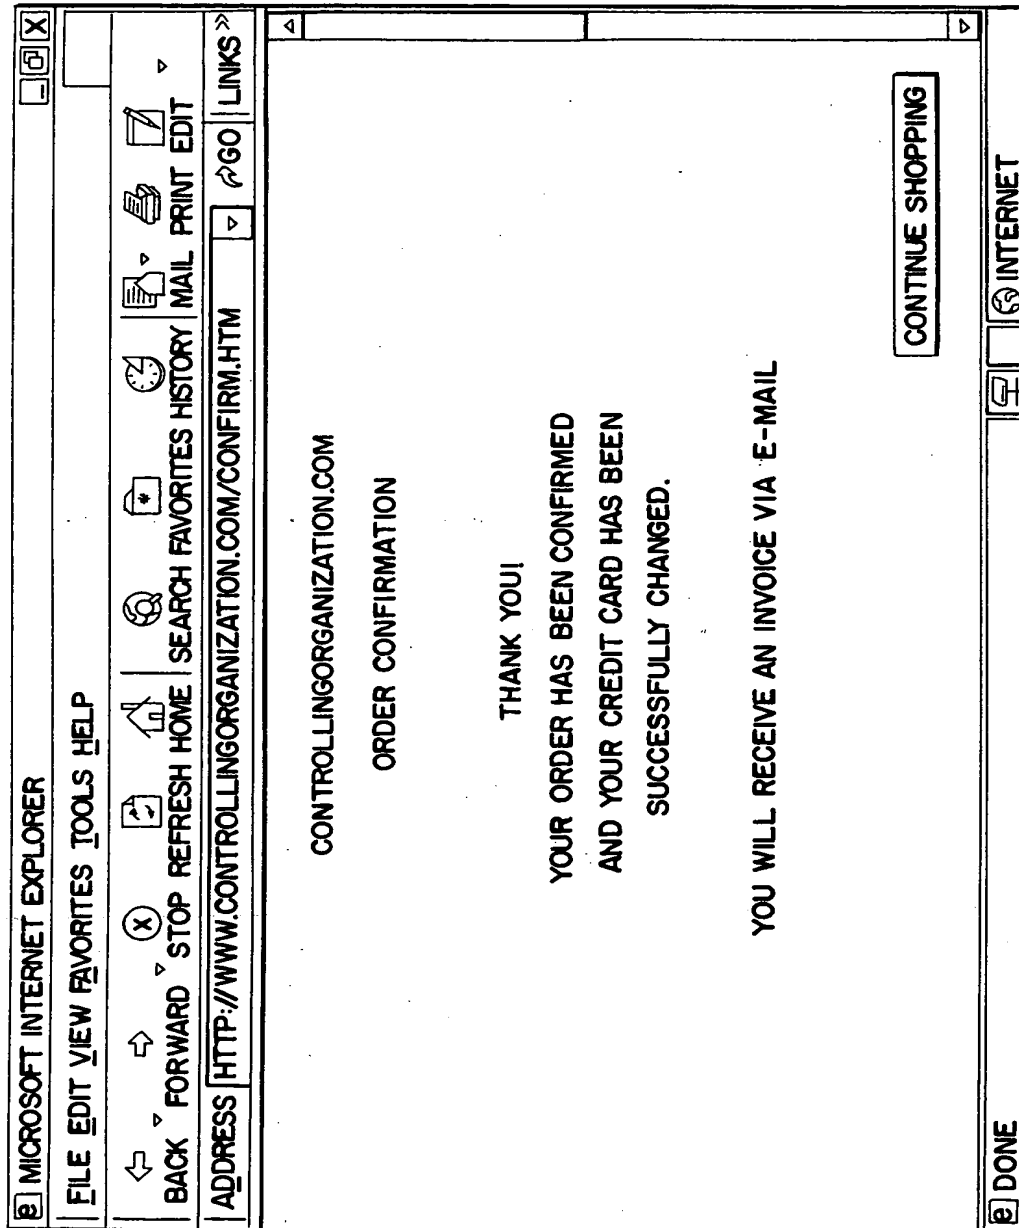 MICROSOFT INTERNET EXPLORER
FILE EDIT VIEW FAVORITES TOOLS HELP
BACK FORWARD STOP REFRESH HOME SEARCH FAVORITES HISTORY MAIL PRINT EDIT
ADDRESS HTTP://WWW.CONTROLLINGORGANIZATION.COM/CONFIRM.HTM GO LINKS »
CONTROLLINGORGANIZATION.COM
ORDER CONFIRMATION
THANK YOU!
YOUR ORDER HAS BEEN CONFIRMED
AND YOUR CREDIT CARD HAS BEEN
SUCCESSFULLY CHANGED.
YOU WILL RECEIVE AN INVOICE VIA E-MAIL
CONTINUE SHOPPING
DONE INTERNET